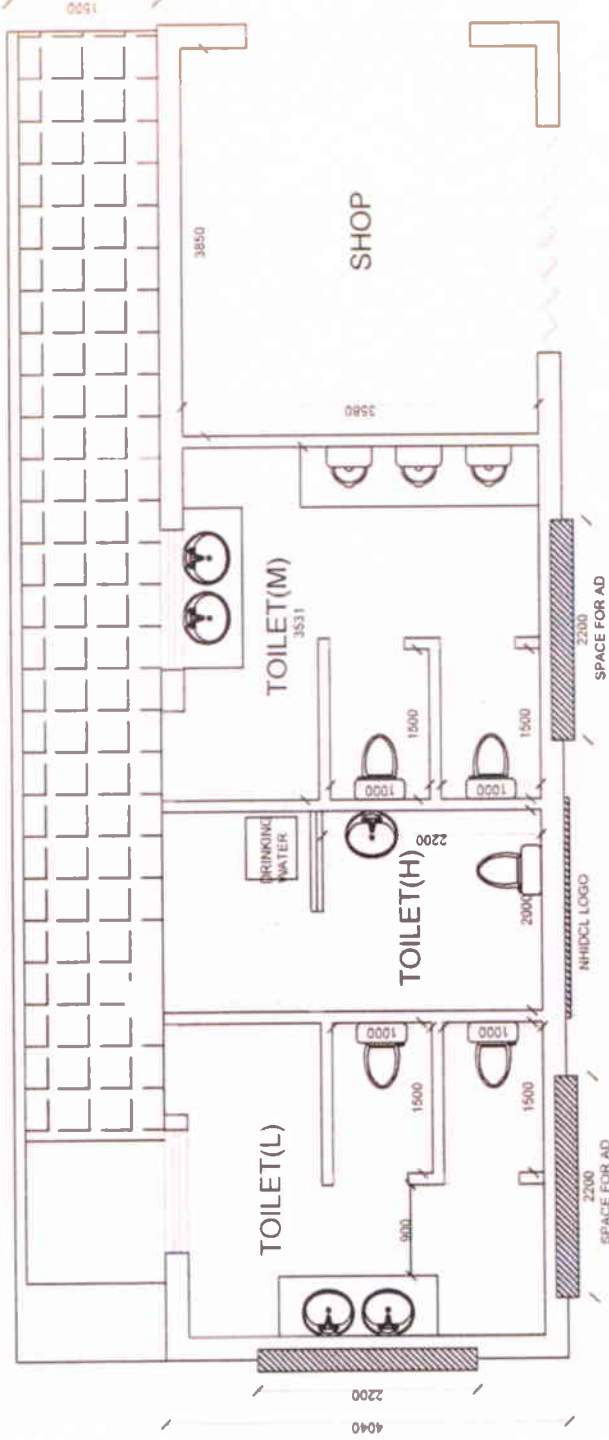 1500
3850
SHOP
3580
TOILET(M)
3531
1500
1000
1500
1000
2200
SPACE FOR AD
DRINKING
WATER
2200
TOILET(H)
2000
NHIDCL LOGO
TOILET(L)
1000
1500
1000
1500
900
2200
SPACE FOR AD
2200
4040